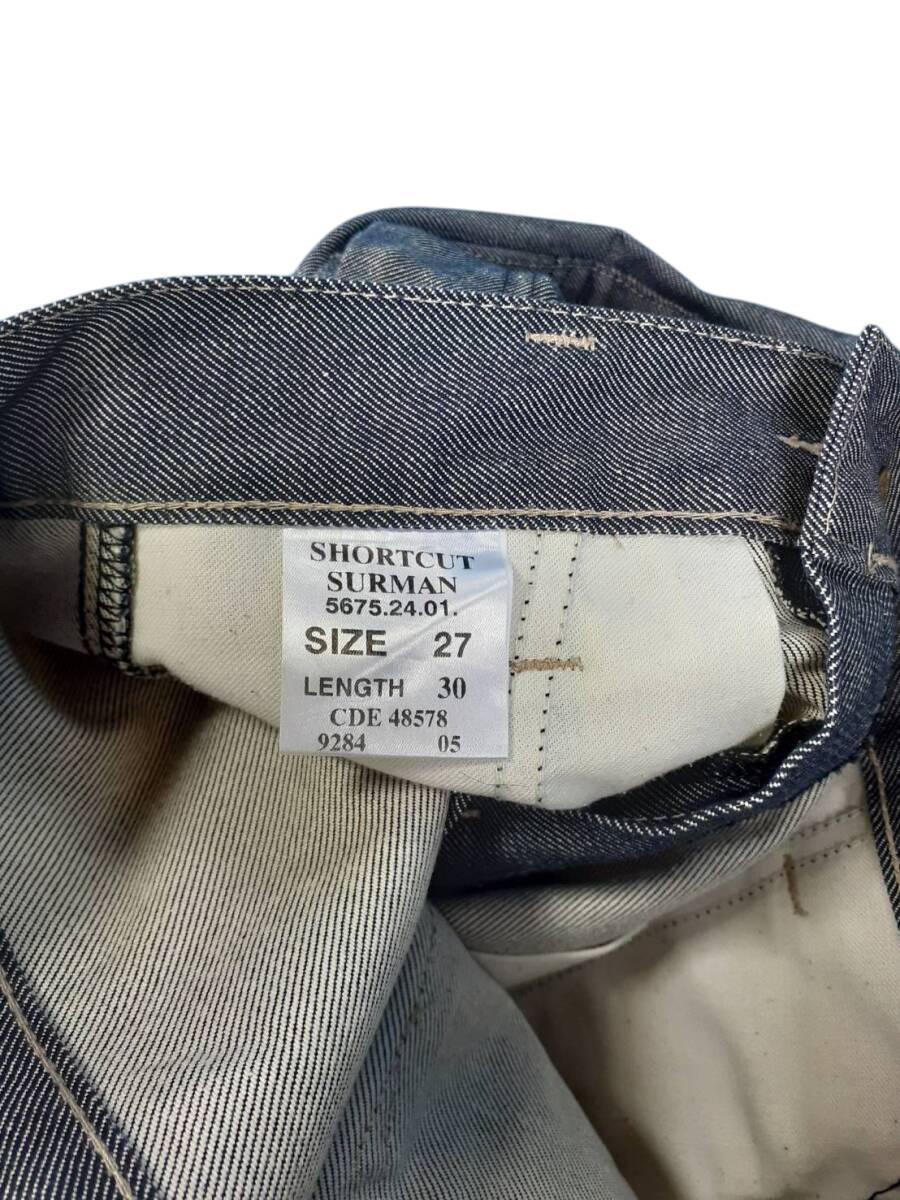 SHORTCUT
SURMAN
5675.24.01.
SIZE 27
LENGTH 30
CDE 48578
9284 05